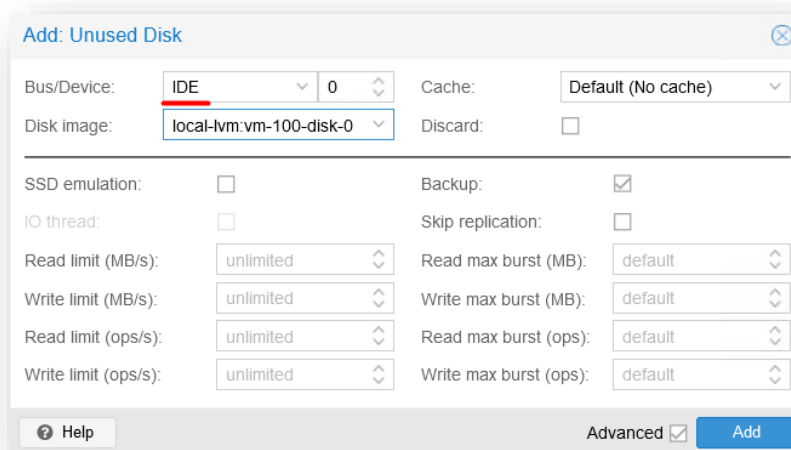 Add: Unused Disk
Bus/Device: IDE 0 Cache: Default (No cache)
Disk image: local-lvm:vm-100-disk-0 Discard:
SSD emulation: Backup:
IO thread: Skip replication:
Read limit (MB/s): unlimited Read max burst (MB): default
Write limit (MB/s): unlimited Write max burst (MB): default
Read limit (ops/s): unlimited Read max burst (ops): default
Write limit (ops/s): unlimited Write max burst (ops): default
Help Advanced Add